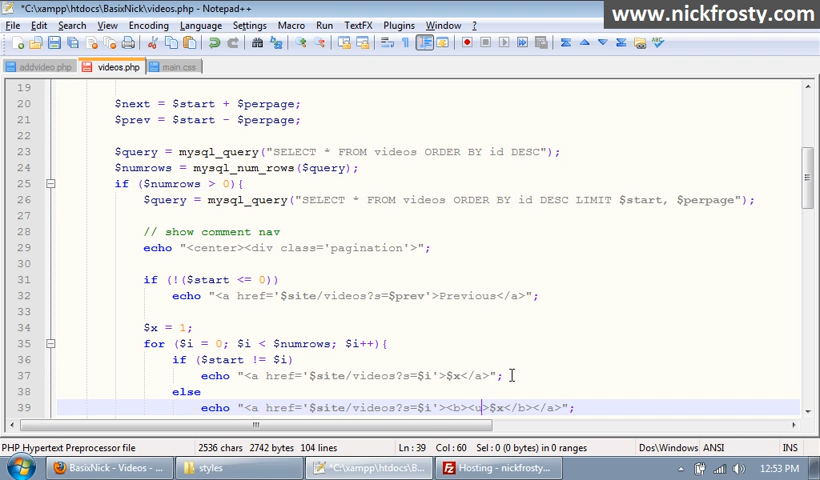 *C:\xampp\htdocs\BasixNick\videos.php - Notepad++
www.nickfrosty.com
File Edit Search View Encoding Language Settings Macro Run TextFX Plugins Window ?
addvideo.php videos.php main.css
19
20 $next = $start + $perpage;
21 $prev = $start - $perpage;
22
23 $query = mysql_query("SELECT * FROM videos ORDER BY id DESC");
24 $numrows = mysql_num_rows($query);
25 if ($numrows > 0){
26 $query = mysql_query("SELECT * FROM videos ORDER BY id DESC LIMIT $start, $perpage");
27
28 // show comment nav
29 echo "<center><div class='pagination'>";
30
31 if (!($start <= 0))
32 echo "<a href='$site/videos?s=$prev'>Previous</a>";
33
34 $x = 1;
35 for ($i = 0; $i < $numrows; $i++){
36 if ($start != $i)
37 echo "<a href='$site/videos?s=$i'>$x</a>";
38 else
39 echo "<a href='$site/videos?s=$i'><b><u>$x</b></a>";
PHP Hypertext Preprocessor 2536 chars 2742 bytes 104 lines Ln : 39 Col : 60 Sel : 0 (0 bytes) in 0 ranges Dos\Windows ANSI INS
BasixNick - Videos - ... styles *C:\xampp\htdocs\B... Hosting - nickfrosty... 12:53 PM